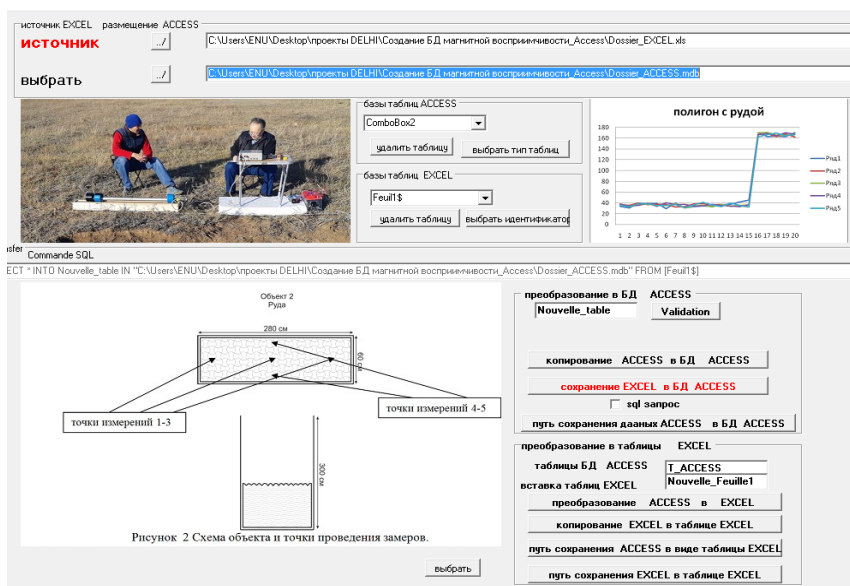 источник EXCEL размещение ACCESS
источник
../
C:\Users\ENU\Desktop\проекты DELHI\Создание БД магнитной восприимчивости_Access\Dossier_EXCEL.xls
выбрать
../
C:\Users\ENU\Desktop\проекты DELHI\Создание БД магнитной восприимчивости_Access\Dossier_ACCESS.mdb
базы таблиц ACCESS
ComboBox2
удалить таблицу
выбрать тип таблиц
базы таблиц EXCEL
Feuil1$
удалить таблицу
выбрать идентификатор
полигон с рудой
180
160
140
120
100
80
60
40
20
0
1 2 3 4 5 6 7 8 9 10 11 12 13 14 15 16 17 18 19 20
Ряд1
Ряд2
Ряд3
Ряд4
Ряд5
nsfer
Commande SQL
ECT * INTO Nouvelle_table IN "C:\Users\ENU\Desktop\проекты DELHI\Создание БД магнитной восприимчивости_Access\Dossier_ACCESS.mdb" FROM [Feuil1$]
Объект 2
Руда
280 см
60 см
точки измерений 1-3
точки измерений 4-5
300 см
Рисунок 2 Схема объекта и точки проведения замеров.
выбрать
преобразование в БД ACCESS
Nouvelle_table
Validation
копирование ACCESS в БД ACCESS
сохранение EXCEL в БД ACCESS
sql запрос
путь сохранения дааных ACCESS в БД ACCESS
преобразование в таблицы EXCEL
таблицы БД ACCESS
T_ACCESS
вставка таблиц EXCEL
Nouvelle_Feuille1
преобразование ACCESS в EXCEL
копирование EXCEL в таблице EXCEL
путь сохранения ACCESS в виде таблицы EXCEL
путь сохранения EXCEL в таблице EXCEL